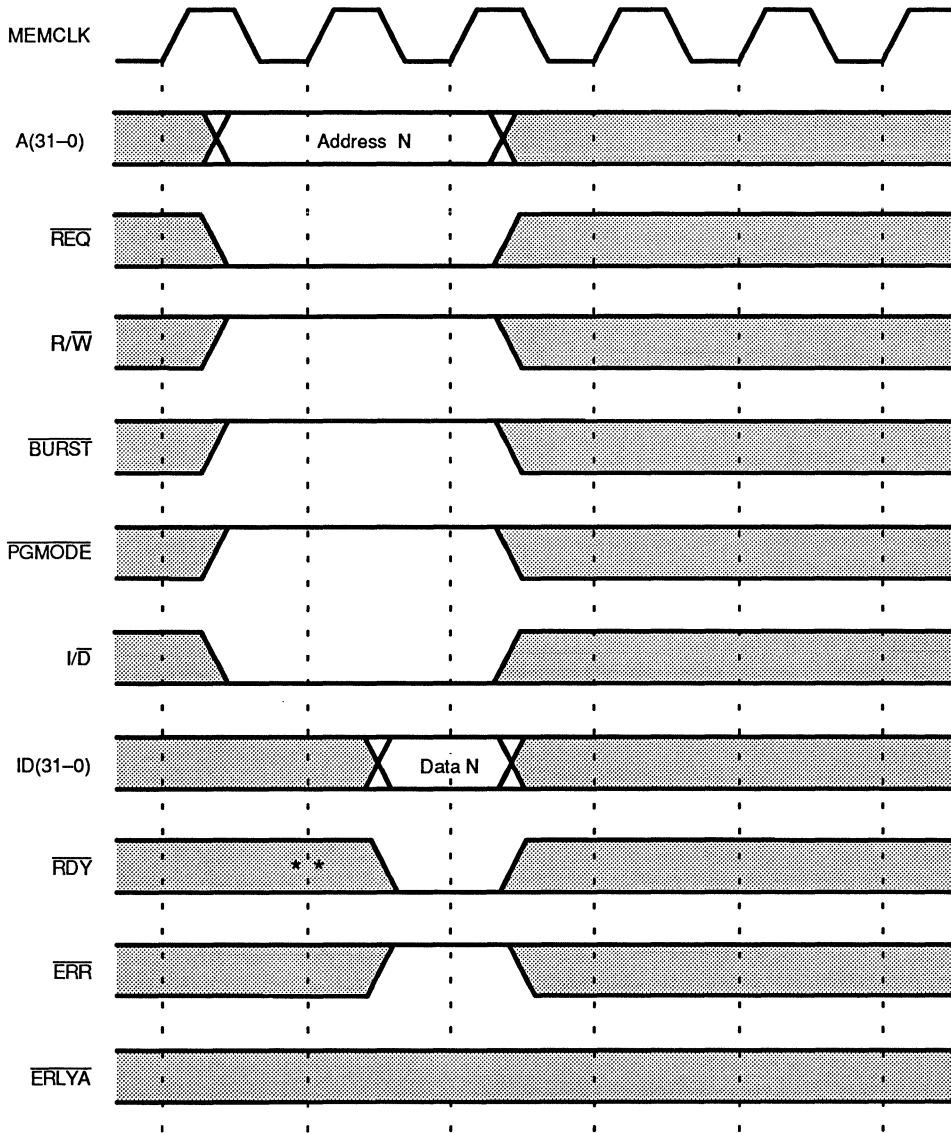 MEMCLK
A(31–0)
Address N
REQ
R/W
BURST
PGMODE
I/D
ID(31–0)
Data N
RDY
* *
ERR
ERLYA